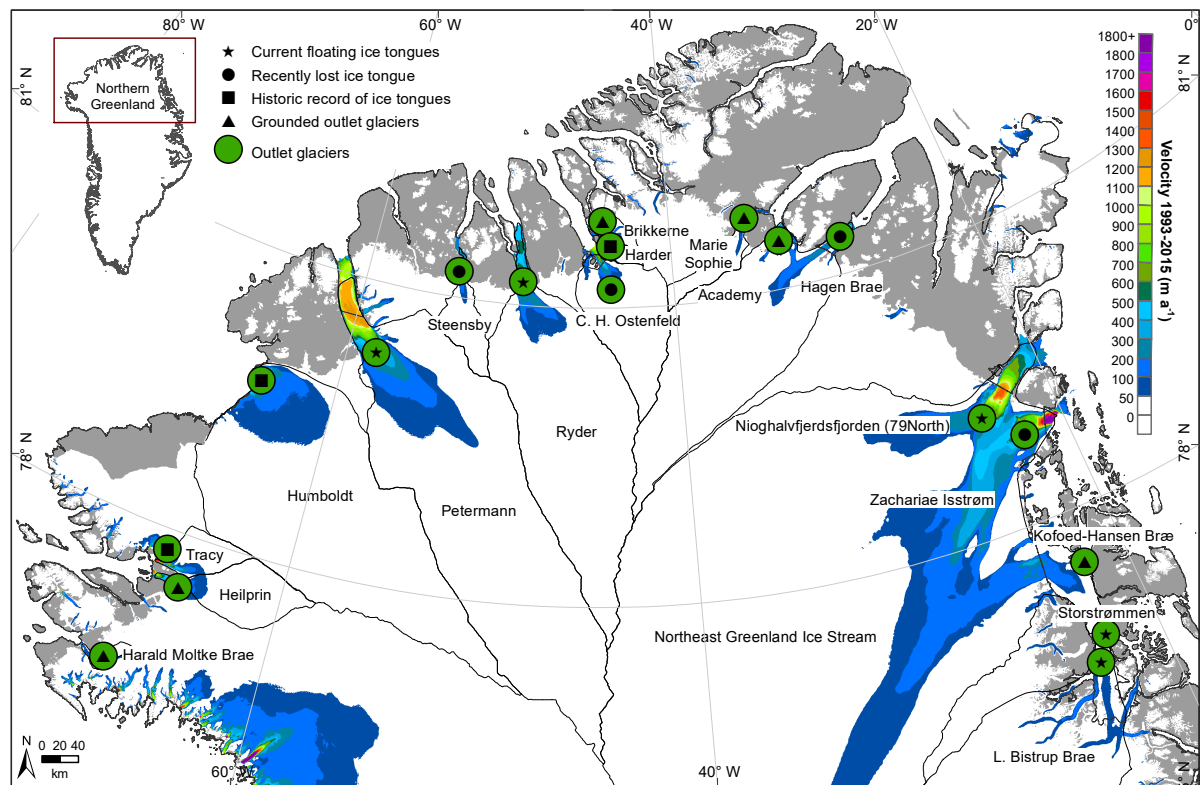 80° W
60° W
40° W
20° W
0°
81° N
81° N
78° N
78° N
Northern
Greenland
Current floating ice tongues
Recently lost ice tongue
Historic record of ice tongues
Grounded outlet glaciers
Outlet glaciers
1800+
1800
1700
1600
1500
1400
1300
1200
1100
1000
900
800
700
600
500
400
300
200
100
50
0
Velocity 1993-2015 (m a-1)
Brikkerne
Harder
Marie
Sophie
Academy
Hagen Brae
C. H. Ostenfeld
Steensby
Ryder
Petermann
Humboldt
Tracy
Heilprin
Harald Moltke Brae
Nioghalvfjerdsfjorden (79North)
Zachariae Isstrøm
Kofoed-Hansen Bræ
Storstrømmen
Northeast Greenland Ice Stream
L. Bistrup Brae
N
0 20 40
km
60° W
40° W